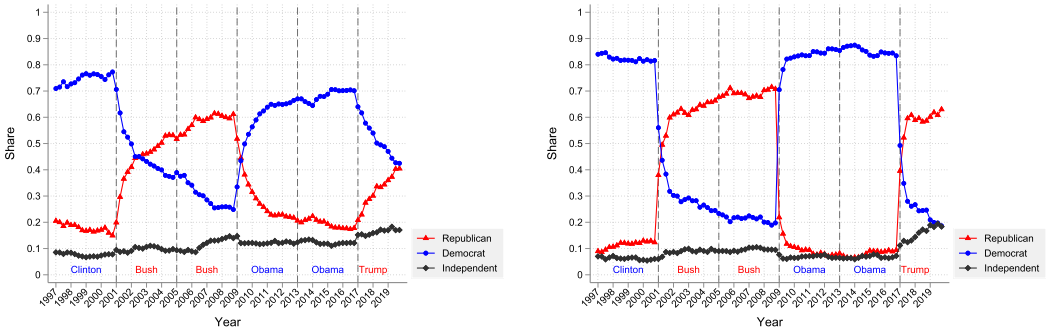 1
0.9
0.8
0.7
0.6
0.5
0.4
0.3
0.2
0.1
0
Share
Clinton Bush Bush Obama Obama Trump
1997 1998 1999 2000 2001 2002 2003 2004 2005 2006 2007 2008 2009 2010 2011 2012 2013 2014 2015 2016 2017 2018 2019
Year
Republican
Democrat
Independent
1
0.9
0.8
0.7
0.6
0.5
0.4
0.3
0.2
0.1
0
Share
Clinton Bush Bush Obama Obama Trump
1997 1998 1999 2000 2001 2002 2003 2004 2005 2006 2007 2008 2009 2010 2011 2012 2013 2014 2015 2016 2017 2018 2019
Year
Republican
Democrat
Independent